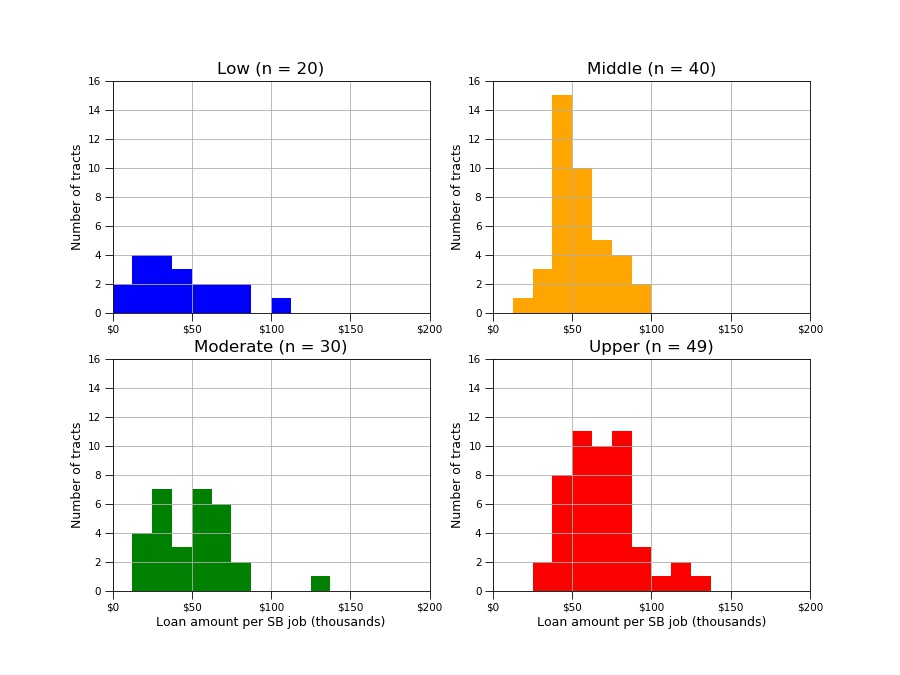 Low (n = 20)
16
14
12
10
8
6
4
2
0
Number of tracts
$0 $50 $100 $150 $200
Middle (n = 40)
16
14
12
10
8
6
4
2
0
Number of tracts
$0 $50 $100 $150 $200
Moderate (n = 30)
16
14
12
10
8
6
4
2
0
Number of tracts
$0 $50 $100 $150 $200
Loan amount per SB job (thousands)
Upper (n = 49)
16
14
12
10
8
6
4
2
0
Number of tracts
$0 $50 $100 $150 $200
Loan amount per SB job (thousands)